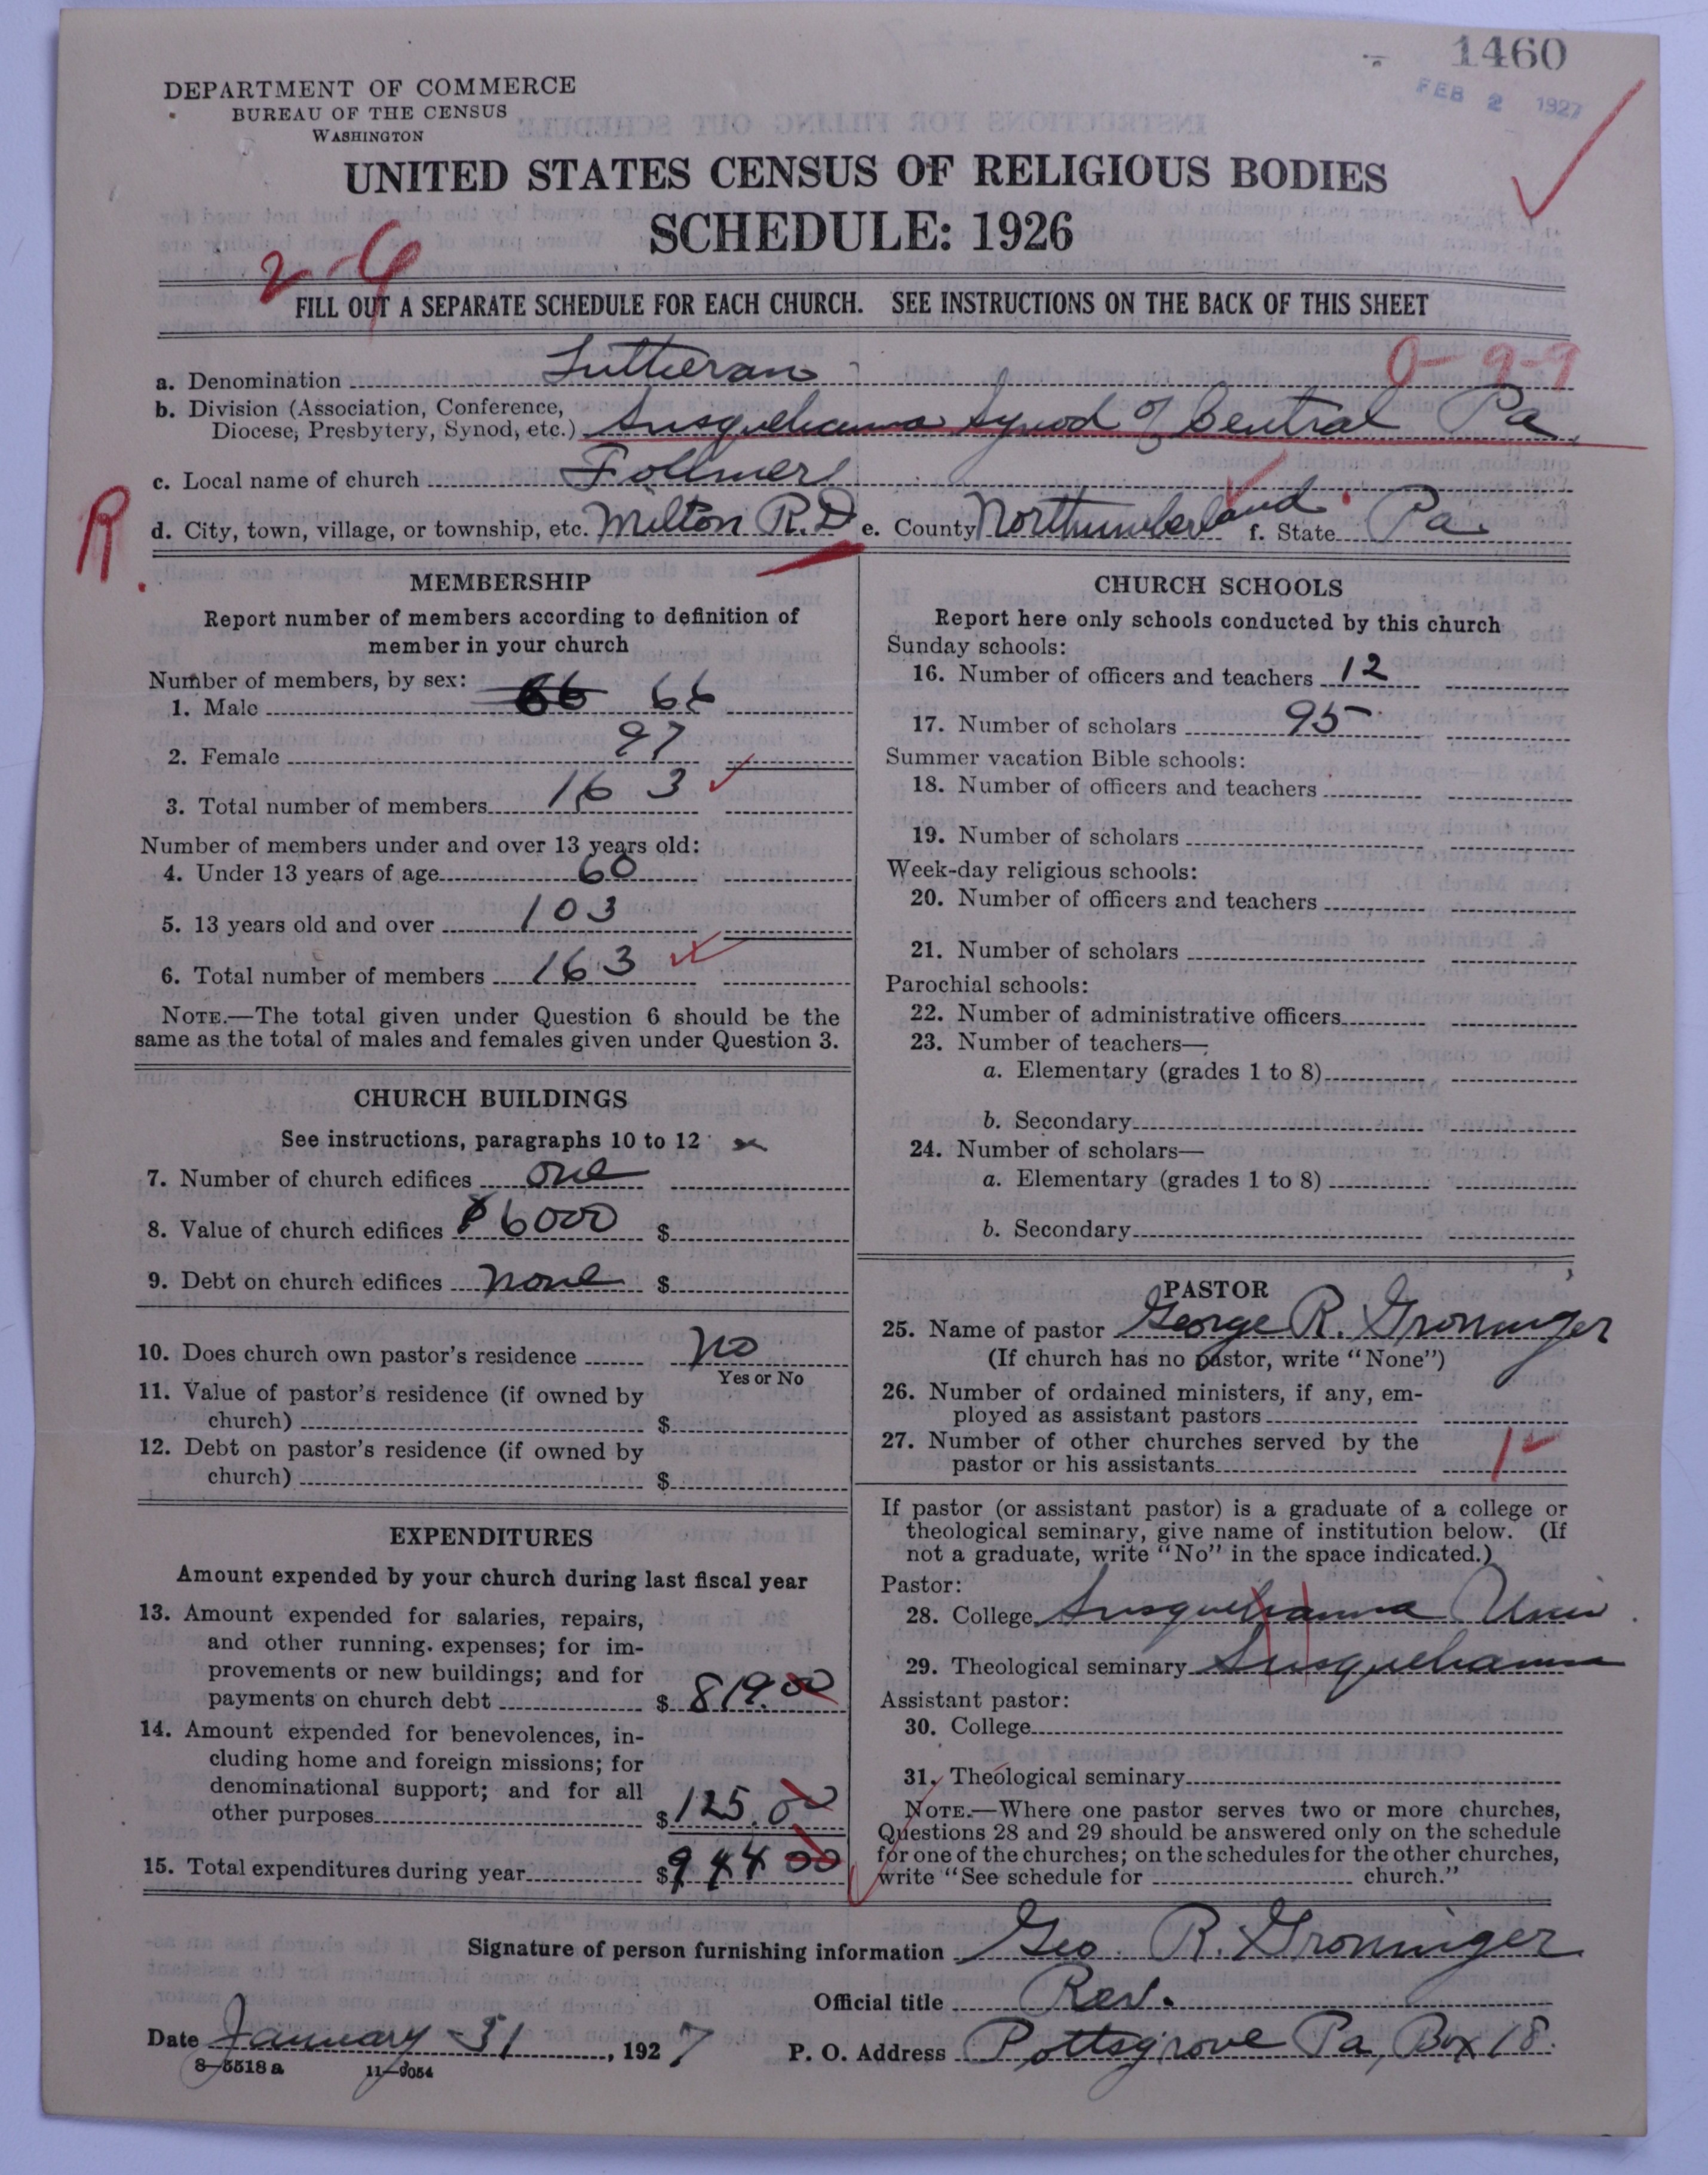 1460
FEB 2 1927
DEPARTMENT OF COMMERCE
BUREAU OF THE CENSUS
WASHINGTON
UNITED STATES CENSUS OF RELIGIOUS BODIES
SCHEDULE: 1926
FILL OUT A SEPARATE SCHEDULE FOR EACH CHURCH. SEE INSTRUCTIONS ON THE BACK OF THIS SHEET
0-9-9
a. Denomination Lutheran
b. Division (Association, Conference,
Diocese, Presbytery, Synod, etc.) Susquehanna Synod of Central Pa
c. Local name of church Follmers
R.
d. City, town, village, or township, etc. Milton R.D e. County Northumberland f. State Pa.
MEMBERSHIP
Report number of members according to definition of
member in your church
Number of members, by sex:
1. Male 66 66
2. Female 97
3. Total number of members 163
Number of members under and over 13 years old:
4. Under 13 years of age 60
5. 13 years old and over 103
6. Total number of members 163
NOTE.—The total given under Question 6 should be the
same as the total of males and females given under Question 3.
CHURCH BUILDINGS
See instructions, paragraphs 10 to 12
7. Number of church edifices one
8. Value of church edifices $6000 $
9. Debt on church edifices none $
10. Does church own pastor's residence No
Yes or No
11. Value of pastor's residence (if owned by
church) $
12. Debt on pastor's residence (if owned by
church) $
EXPENDITURES
Amount expended by your church during last fiscal year
13. Amount expended for salaries, repairs,
and other running. expenses; for im-
provements or new buildings; and for
payments on church debt $ 819.00
14. Amount expended for benevolences, in-
cluding home and foreign missions; for
denominational support; and for all
other purposes $ 125.00
15. Total expenditures during year $ 944 00
CHURCH SCHOOLS
Report here only schools conducted by this church
Sunday schools:
16. Number of officers and teachers 12
17. Number of scholars 95
Summer vacation Bible schools:
18. Number of officers and teachers
19. Number of scholars
Week-day religious schools:
20. Number of officers and teachers
21. Number of scholars
Parochial schools:
22. Number of administrative officers
23. Number of teachers—
a. Elementary (grades 1 to 8)
b. Secondary
24. Number of scholars—
a. Elementary (grades 1 to 8)
b. Secondary
PASTOR
25. Name of pastor George R. Groninger
(If church has no pastor, write "None")
26. Number of ordained ministers, if any, em-
ployed as assistant pastors
27. Number of other churches served by the
pastor or his assistants 1
If pastor (or assistant pastor) is a graduate of a college or
theological seminary, give name of institution below. (If
not a graduate, write "No" in the space indicated.)
Pastor:
28. College Susquehanna Univ
29. Theological seminary Susquehanna
Assistant pastor:
30. College
31. Theological seminary
NOTE.—Where one pastor serves two or more churches,
Questions 28 and 29 should be answered only on the schedule
for one of the churches; on the schedules for the other churches,
write "See schedule for church."
Signature of person furnishing information Geo. R. Groninger
Official title Rev.
Date January 31, 1927 P. O. Address Pottsgrove Pa, Box 18.
8-5518a 11-9054